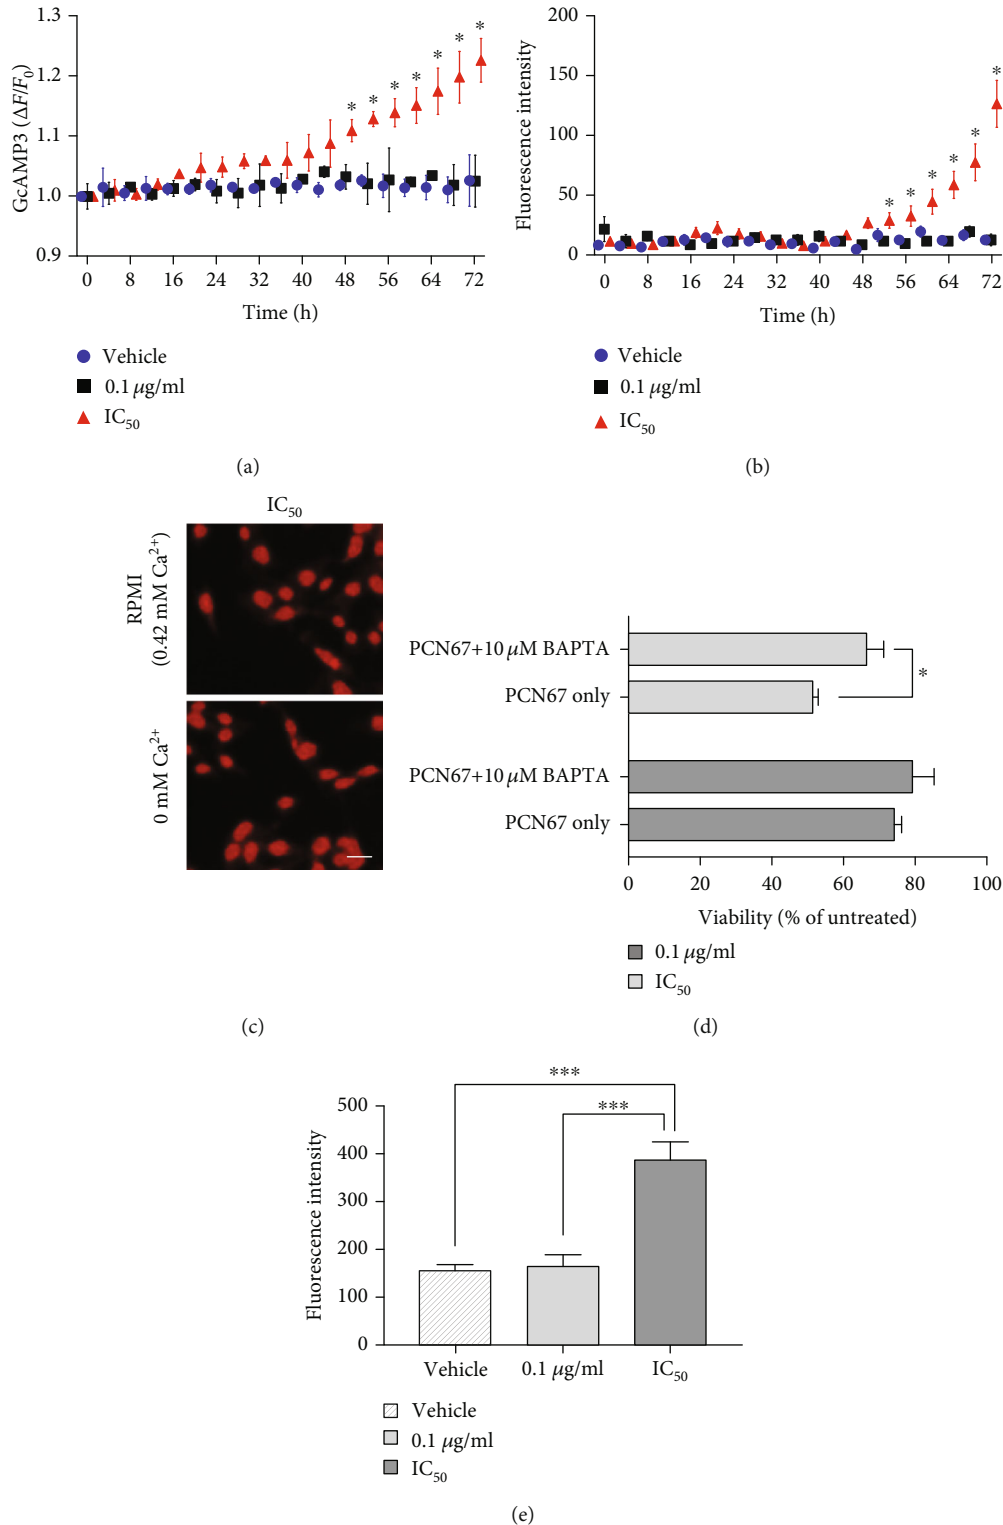 1.3
1.2
1.1
1.0
0.9
GcAMP3 (ΔF/F₀)
* * * * * * *
0 8 16 24 32 40 48 56 64 72
Time (h)
Vehicle
0.1 μg/ml
IC₅₀
(a)
200
150
100
50
0
Fluorescence intensity
* * * * * *
0 8 16 24 32 40 48 56 64 72
Time (h)
Vehicle
0.1 μg/ml
IC₅₀
(b)
IC₅₀
RPMI
(0.42 mM Ca²⁺)
0 mM Ca²⁺
(c)
PCN67+10 μM BAPTA
PCN67 only
*
PCN67+10 μM BAPTA
PCN67 only
0 20 40 60 80 100
Viability (% of untreated)
0.1 μg/ml
IC₅₀
(d)
***
***
500
400
300
200
100
0
Fluorescence intensity
Vehicle 0.1 μg/ml IC₅₀
Vehicle
0.1 μg/ml
IC₅₀
(e)